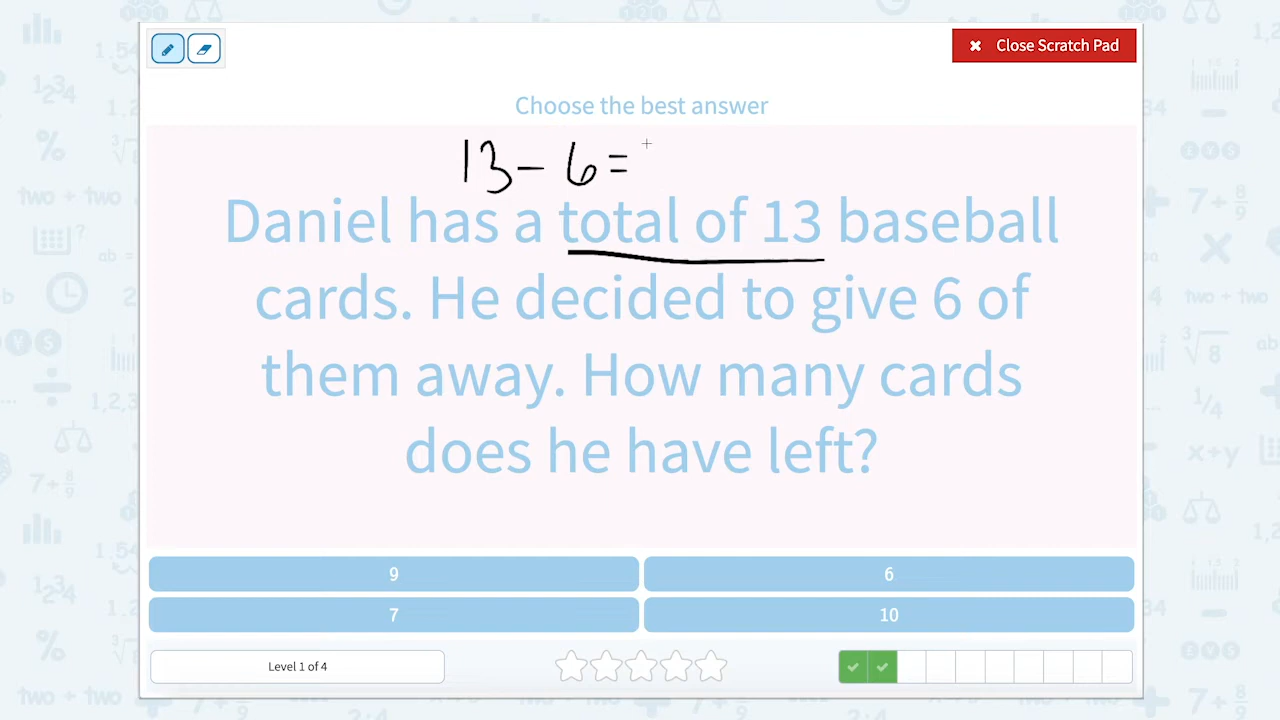 ✖ Close Scratch Pad
Choose the best answer
13 - 6 =
Daniel has a total of 13 baseball
cards. He decided to give 6 of
them away. How many cards
does he have left?
9
6
7
10
Level 1 of 4